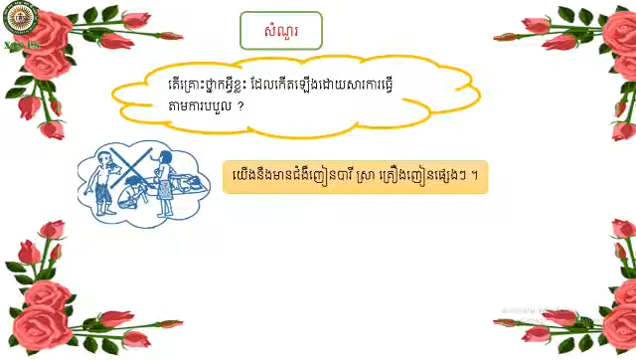 សំណួរ
តើគ្រោះថ្នាក់អ្វីខ្លះ ដែលកើតឡើងដោយសារការធ្វើ
តាមការបបួល ?
យើងនឹងមានជំងឺញៀនបារី ស្រា គ្រឿងញៀនផ្សេងៗ ។